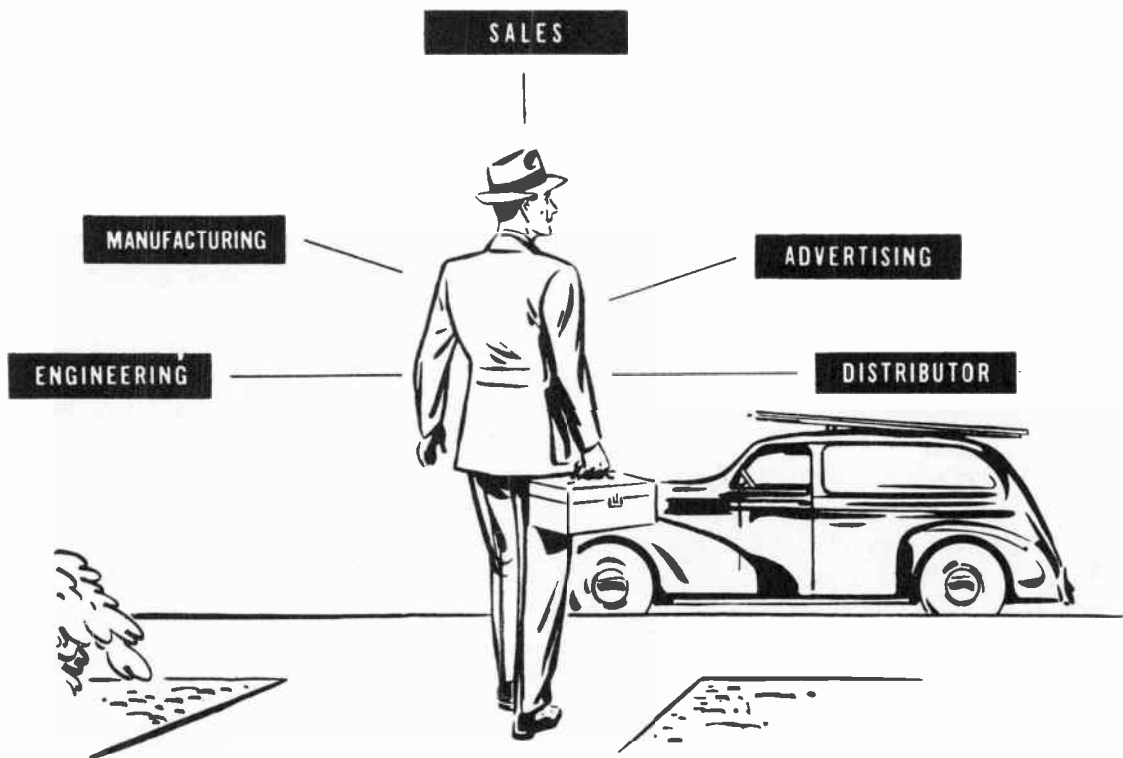 SALES
MANUFACTURING
ADVERTISING
ENGINEERING
DISTRIBUTOR